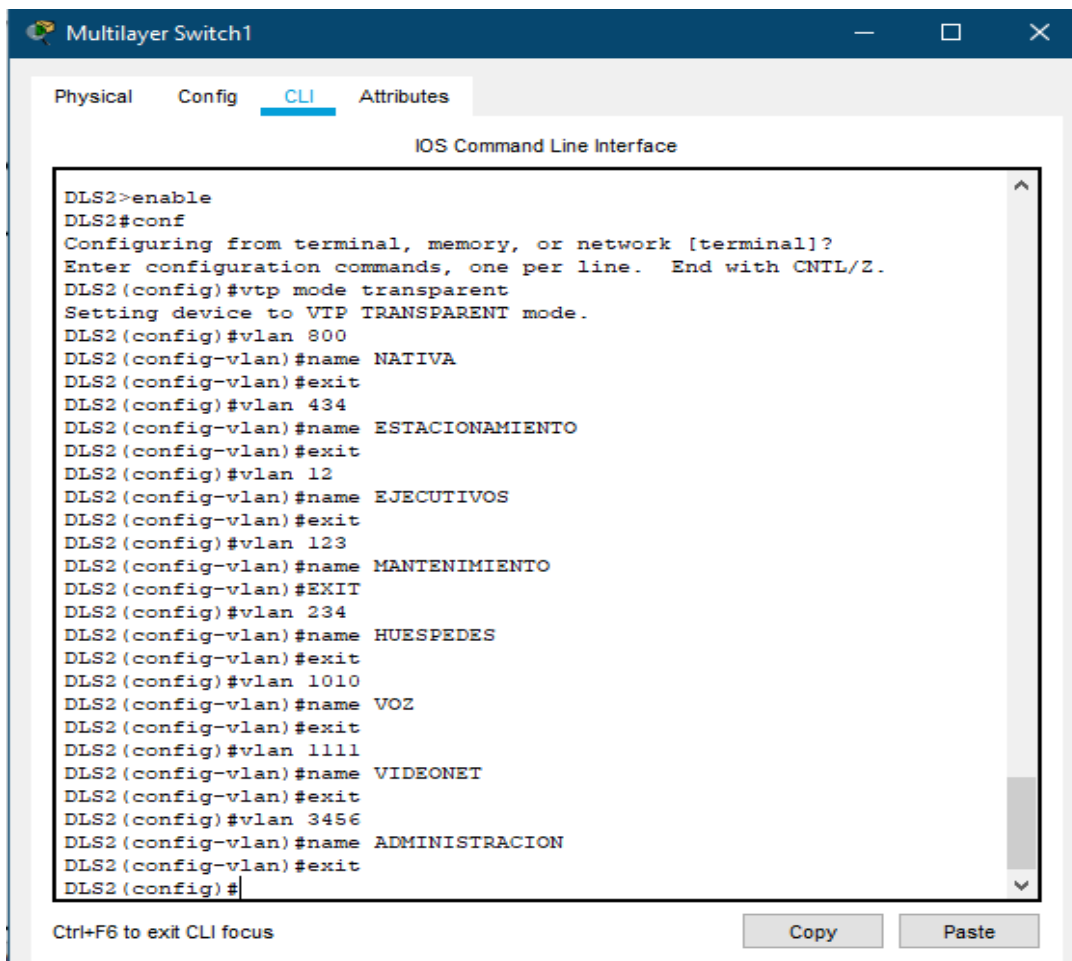 Multilayer Switch1
Physical Config CLI Attributes
IOS Command Line Interface
DLS2>enable
DLS2#conf
Configuring from terminal, memory, or network [terminal]?
Enter configuration commands, one per line.  End with CNTL/Z.
DLS2(config)#vtp mode transparent
Setting device to VTP TRANSPARENT mode.
DLS2(config)#vlan 800
DLS2(config-vlan)#name NATIVA
DLS2(config-vlan)#exit
DLS2(config)#vlan 434
DLS2(config-vlan)#name ESTACIONAMIENTO
DLS2(config-vlan)#exit
DLS2(config)#vlan 12
DLS2(config-vlan)#name EJECUTIVOS
DLS2(config-vlan)#exit
DLS2(config)#vlan 123
DLS2(config-vlan)#name MANTENIMIENTO
DLS2(config-vlan)#EXIT
DLS2(config)#vlan 234
DLS2(config-vlan)#name HUESPEDES
DLS2(config-vlan)#exit
DLS2(config)#vlan 1010
DLS2(config-vlan)#name VOZ
DLS2(config-vlan)#exit
DLS2(config)#vlan 1111
DLS2(config-vlan)#name VIDEONET
DLS2(config-vlan)#exit
DLS2(config)#vlan 3456
DLS2(config-vlan)#name ADMINISTRACION
DLS2(config-vlan)#exit
DLS2(config)#
Ctrl+F6 to exit CLI focus Copy Paste